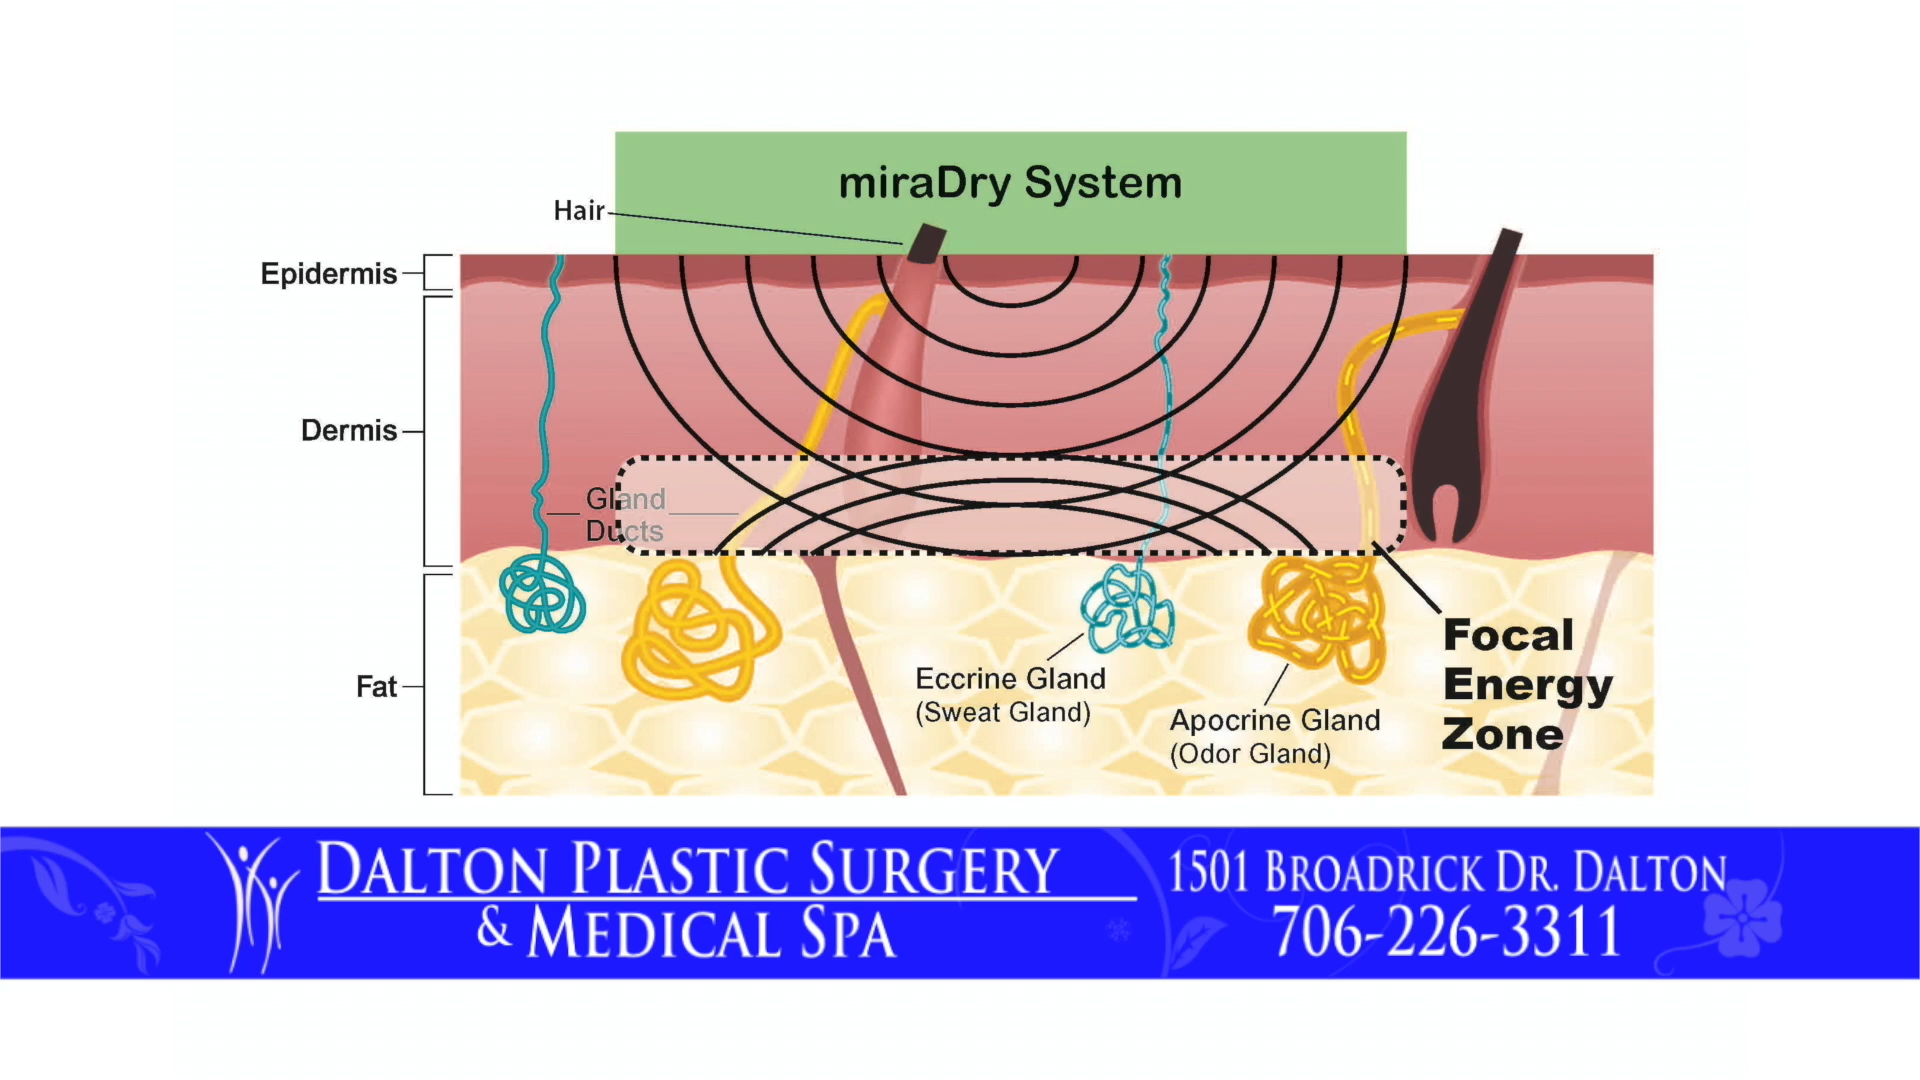 miraDry System
Hair
Epidermis
Dermis
Gland
Ducts
Fat
Eccrine Gland
(Sweat Gland)
Apocrine Gland
(Odor Gland)
Focal
Energy
Zone
DALTON PLASTIC SURGERY
& MEDICAL SPA
1501 BROADRICK DR. DALTON
706-226-3311